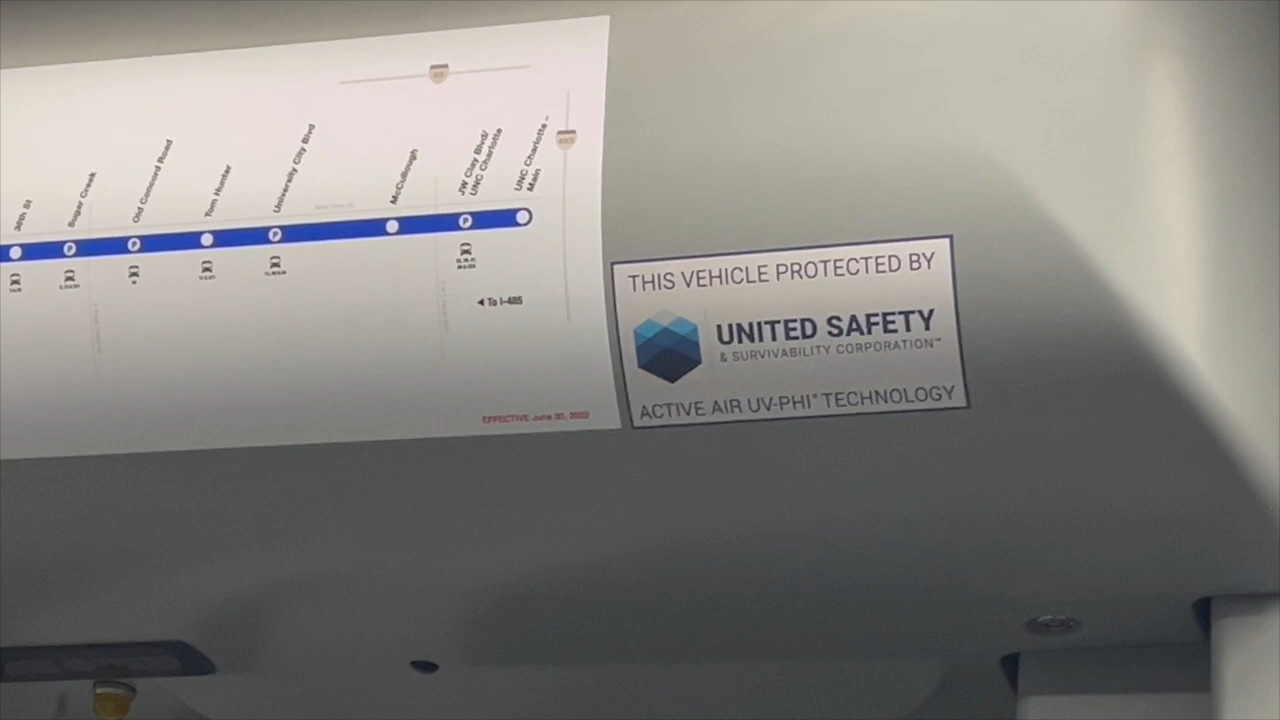 36th St
Sugar Creek
Old Concord Road
Tom Hunter
University City Blvd
McCullough
JW Clay Blvd/
UNC Charlotte
UNC Charlotte –
Main
P
P
P
P
485
◄ To I-485
EFFECTIVE June 30, 2022
THIS VEHICLE PROTECTED BY
UNITED SAFETY
& SURVIVABILITY CORPORATION™
ACTIVE AIR UV-PHI° TECHNOLOGY